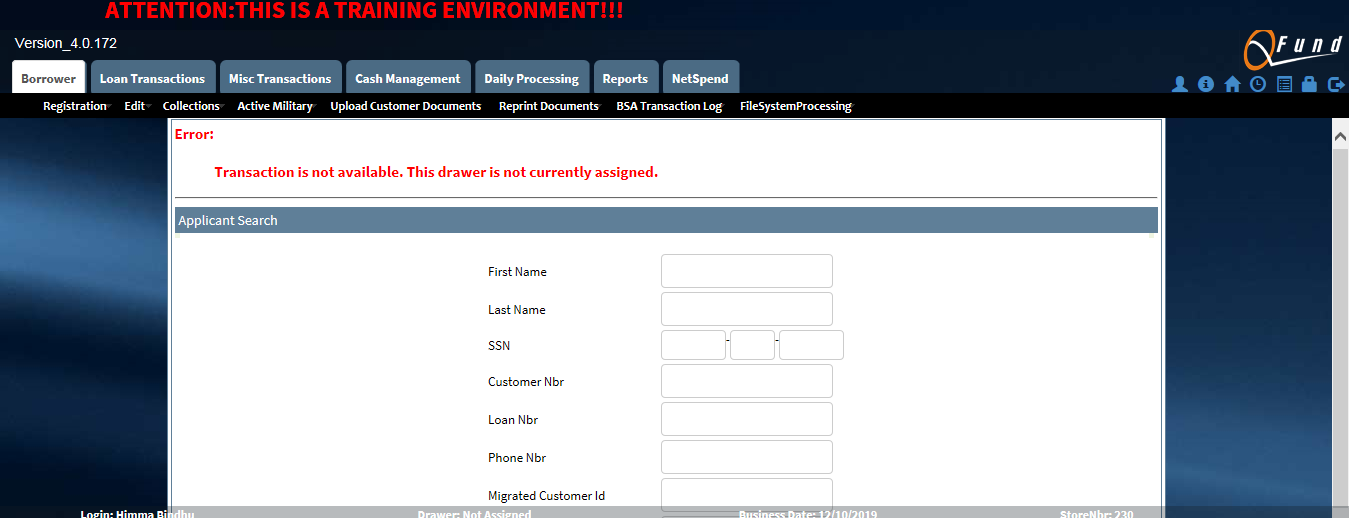 ATTENTION:THIS IS A TRAINING ENVIRONMENT!!!
Version_4.0.172
QFund
Borrower Loan Transactions Misc Transactions Cash Management Daily Processing Reports NetSpend
Registration Edit Collections Active Military Upload Customer Documents Reprint Documents BSA Transaction Log FileSystemProcessing
Error:
Transaction is not available. This drawer is not currently assigned.
Applicant Search
First Name
Last Name
SSN - -
Customer Nbr
Loan Nbr
Phone Nbr
Migrated Customer Id
Login: Himma Bindhu Drawer: Not Assigned Business Date: 12/10/2019 StoreNbr: 230